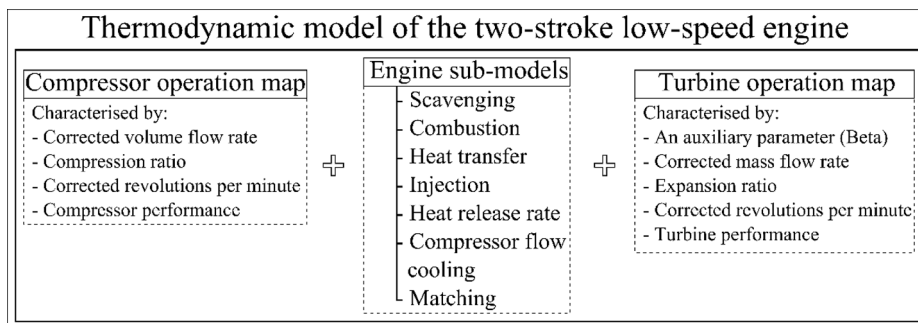 Thermodynamic model of the two-stroke low-speed engine
Compressor operation map
Characterised by:
- Corrected volume flow rate
- Compression ratio
- Corrected revolutions per minute
- Compressor performance
Engine sub-models
Scavenging
Combustion
Heat transfer
Injection
Heat release rate
Compressor flow
cooling
Matching
Turbine operation map
Characterised by:
- An auxiliary parameter (Beta)
- Corrected mass flow rate
- Expansion ratio
- Corrected revolutions per minute
- Turbine performance